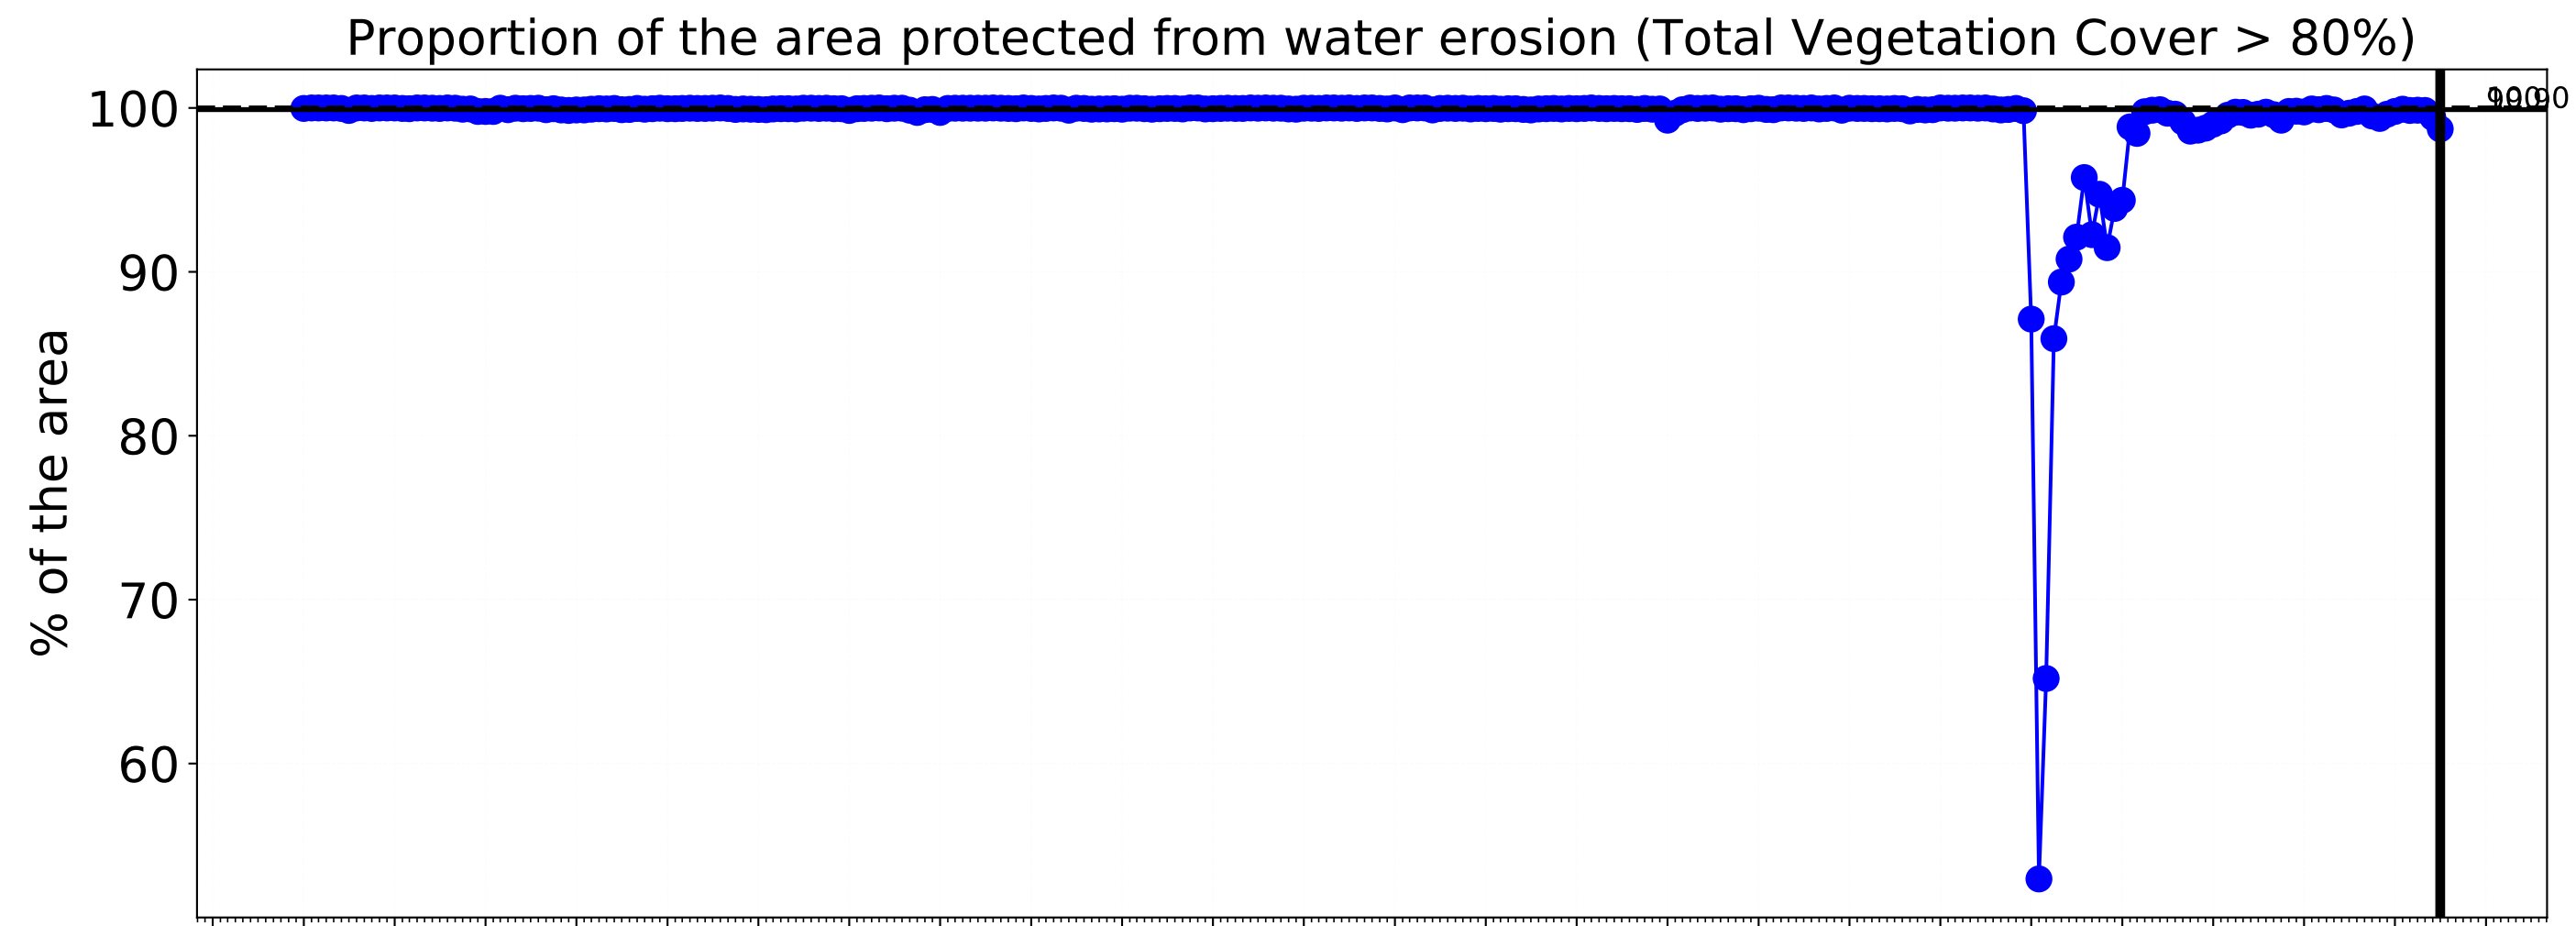 Proportion of the area protected from water erosion (Total Vegetation Cover > 80%)
100
90
80
70
60
% of the area